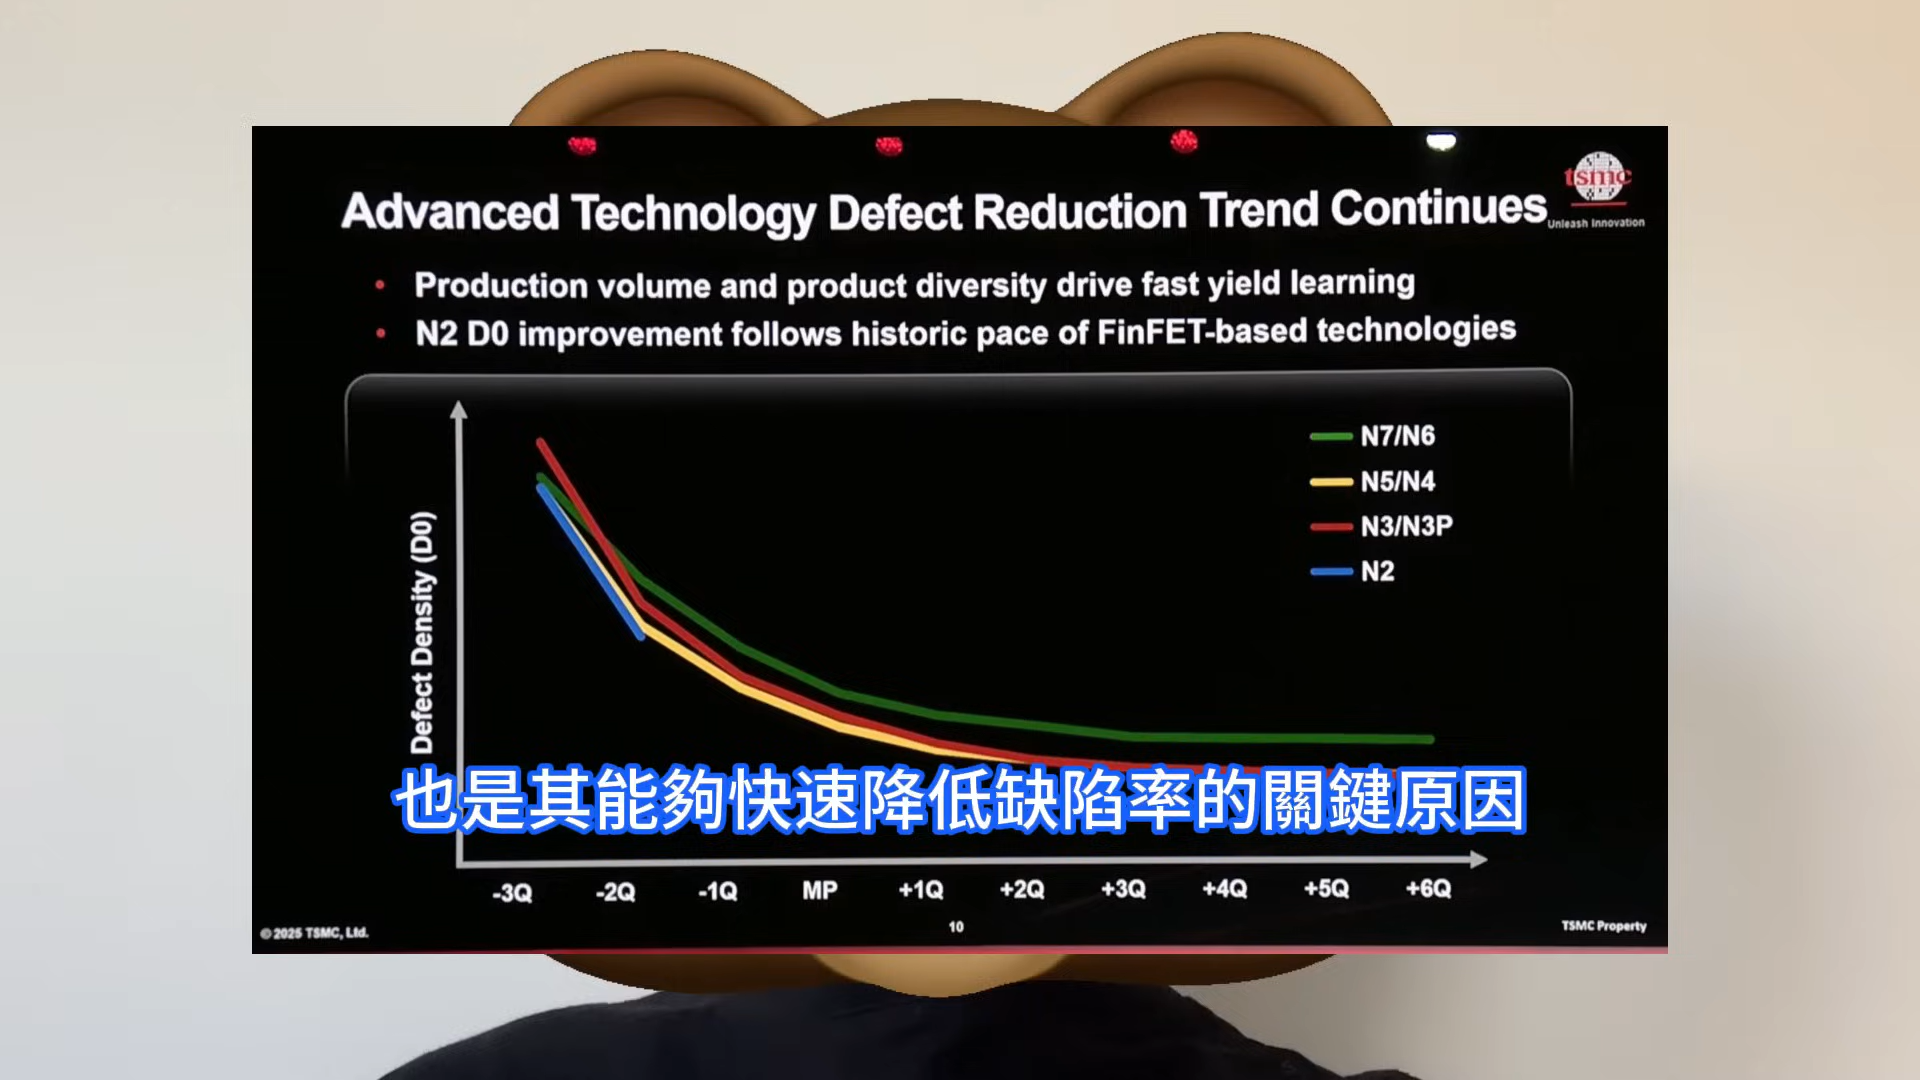 tsmc
Unleash Innovation
Advanced Technology Defect Reduction Trend Continues
• Production volume and product diversity drive fast yield learning
• N2 D0 improvement follows historic pace of FinFET-based technologies
N7/N6
N5/N4
N3/N3P
N2
Defect Density (D0)
也是其能夠快速降低缺陷率的關鍵原因
-3Q -2Q -1Q MP +1Q +2Q +3Q +4Q +5Q +6Q
© 2025 TSMC, Ltd.
10
TSMC Property